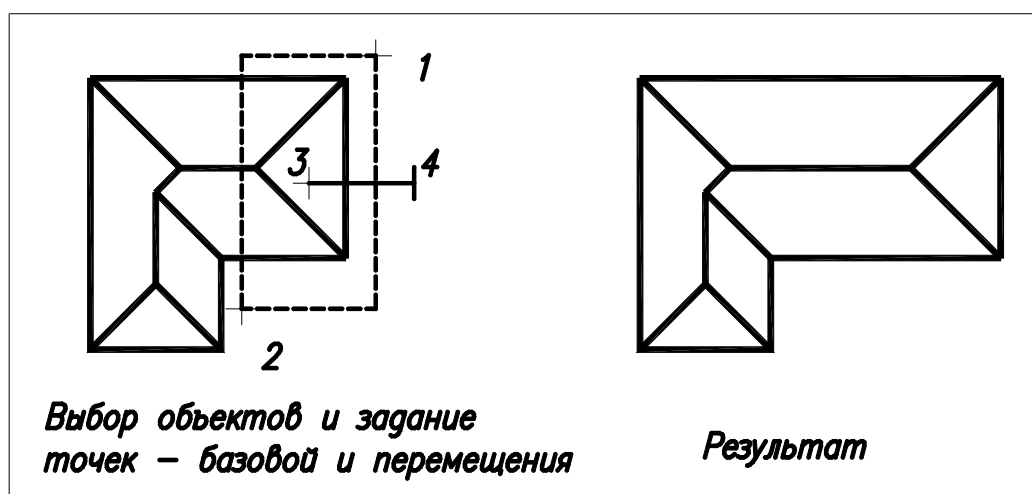 1
3
4
2
Выбор объектов и задание
точек – базовой и перемещения
Результат